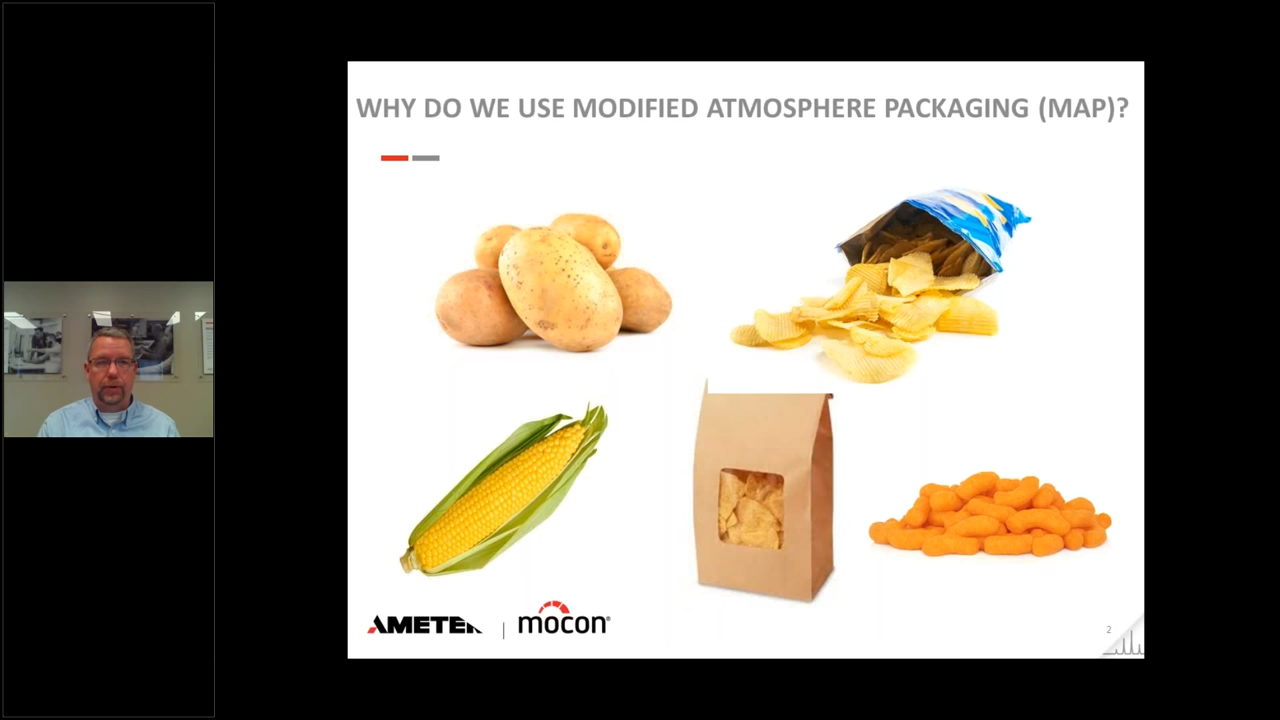 WHY DO WE USE MODIFIED ATMOSPHERE PACKAGING (MAP)?
AMETEK
mocon®
2